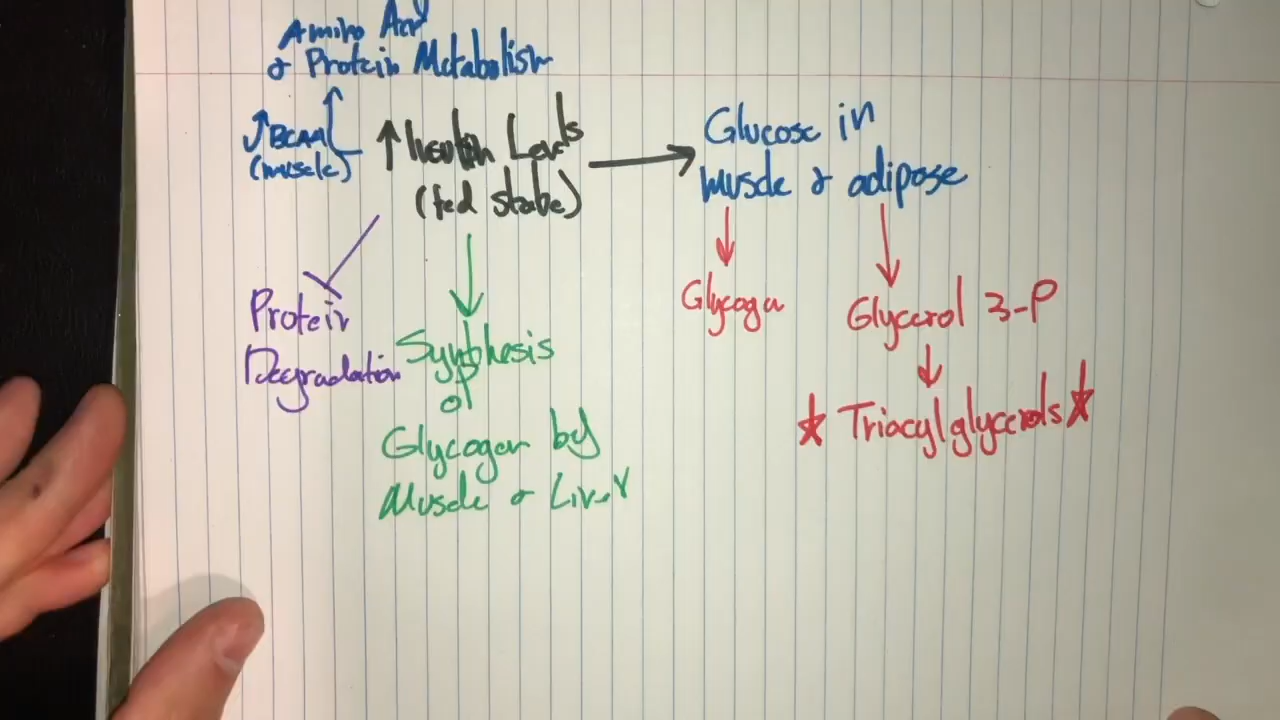 Amino Acid
& Protein Metabolism
↑ BCAA
(muscle)
↑ Insulin Levels
(fed state)
Glucose in
muscle & adipose
Protein
Degradation
Synthesis
of
Glycogen by
Muscle & Liver
Glycogen
Glycerol 3-P
★ Triacylglycerols ★